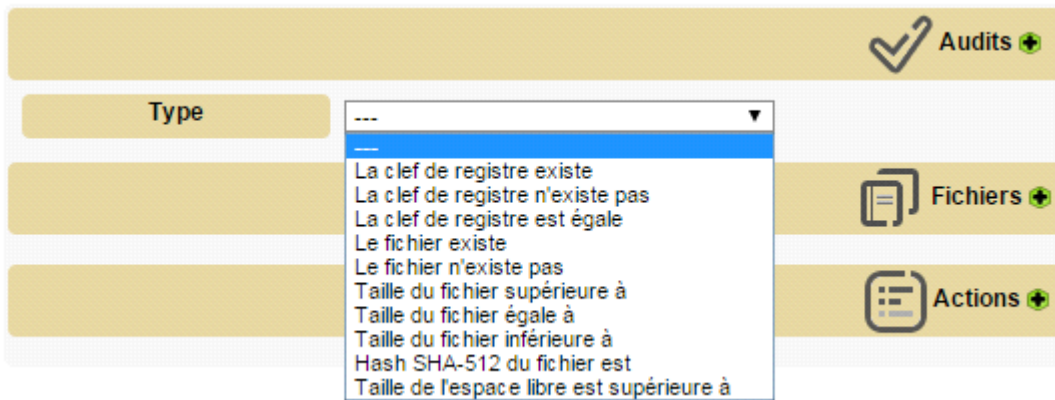 Audits
Type
---
---
La clef de registre existe
La clef de registre n'existe pas
La clef de registre est égale
Le fichier existe
Le fichier n'existe pas
Taille du fichier supérieure à
Taille du fichier égale à
Taille du fichier inférieure à
Hash SHA-512 du fichier est
Taille de l'espace libre est supérieure à
Fichiers
Actions